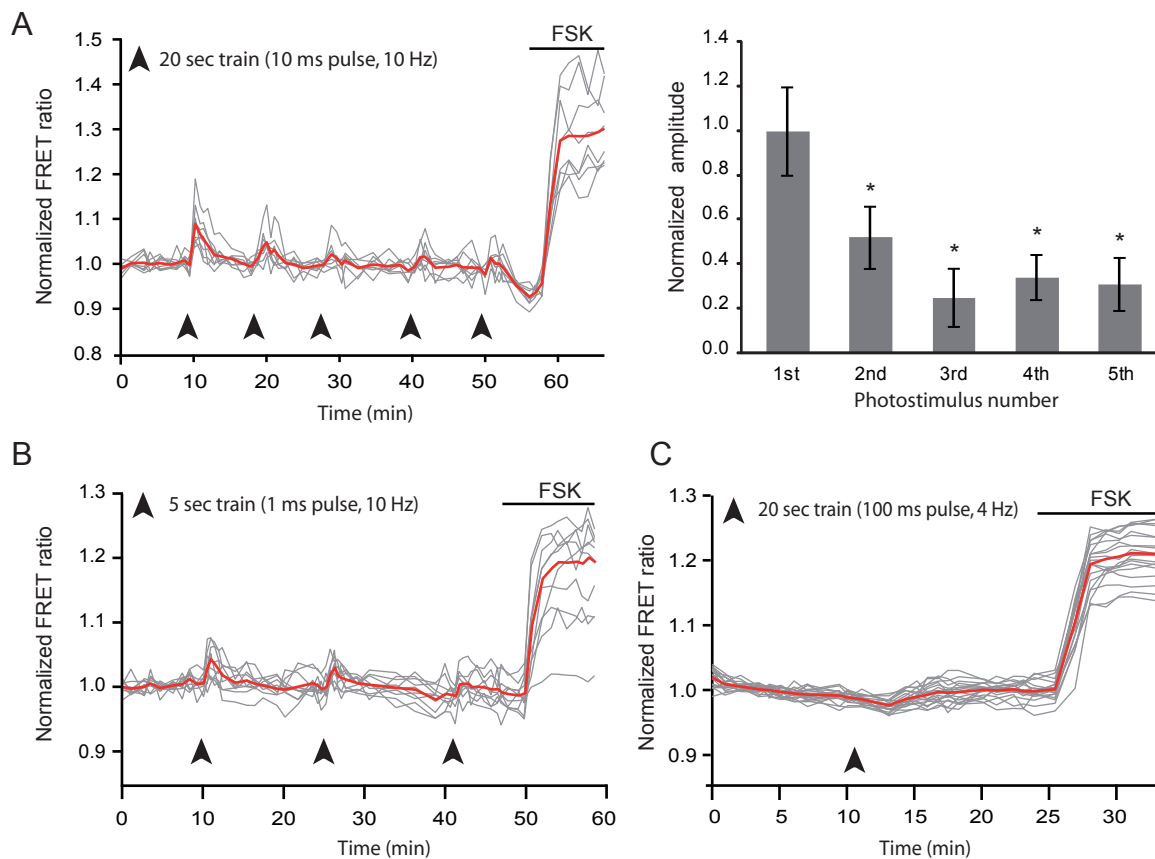 A
20 sec train (10 ms pulse, 10 Hz)
FSK
Normalized FRET ratio
1.5
1.4
1.3
1.2
1.1
1.0
0.9
0.8
0 10 20 30 40 50 60
Time (min)
Normalized amplitude
1.4
1.2
1.0
0.8
0.6
0.4
0.2
0.0
* * * *
1st 2nd 3rd 4th 5th
Photostimulus number
B
5 sec train (1 ms pulse, 10 Hz)
FSK
Normalized FRET ratio
1.3
1.2
1.1
1.0
0.9
0 10 20 30 40 50 60
Time (min)
C
20 sec train (100 ms pulse, 4 Hz)
FSK
Normalized FRET ratio
1.3
1.2
1.1
1.0
0.9
0 5 10 15 20 25 30
Time (min)